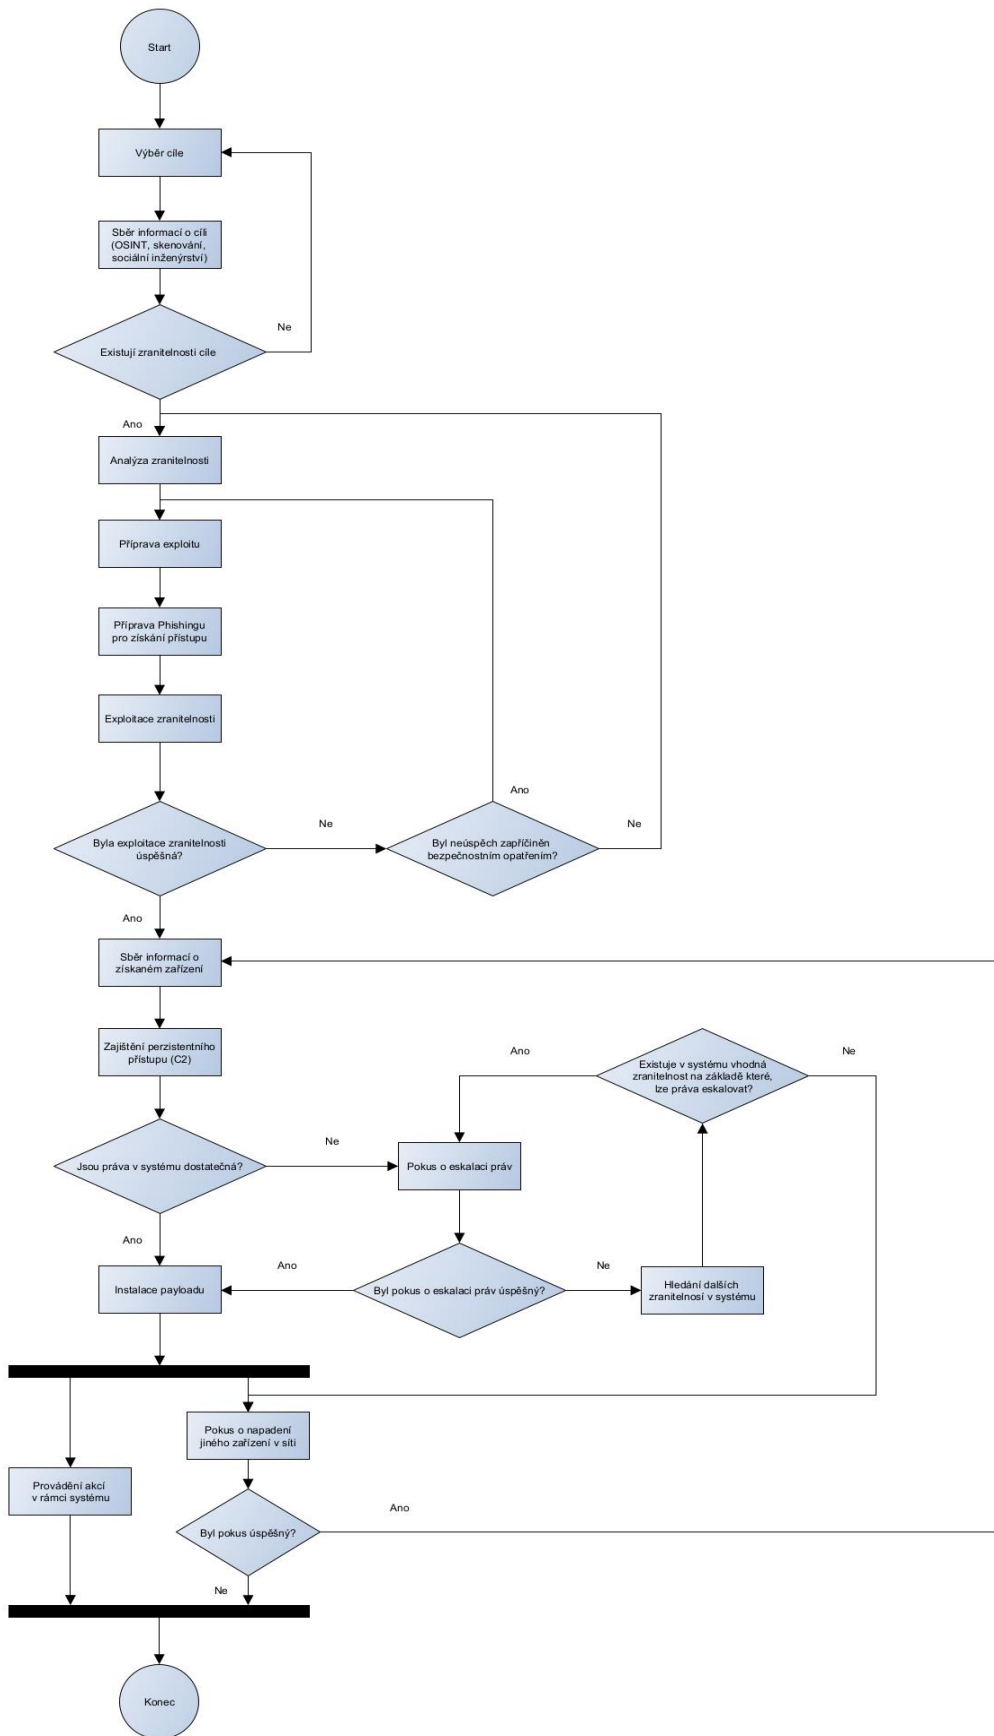 Start
Výběr cíle
Sběr informací o cíli
(OSINT, skenování,
sociální inženýrství)
Existují zranitelnosti cíle
Ne
Ano
Analýza zranitelnosti
Příprava exploitu
Příprava Phishingu
pro získání přístupu
Exploitace zranitelnosti
Byla exploitace zranitelnosti
úspěšná?
Ne
Byl neúspěch zapříčiněn
bezpečnostním opatřením?
Ano
Ne
Ano
Sběr informací o
získaném zařízení
Zajištění perzistentního
přístupu (C2)
Jsou práva v systému dostatečná?
Ne
Pokus o eskalaci práv
Ano
Existuje v systému vhodná
zranitelnost na základě které,
lze práva eskalovat?
Ne
Ano
Instalace payloadu
Ano
Byl pokus o eskalaci práv úspěšný?
Ne
Hledání dalších
zranitelnosí v systému
Pokus o napadení
jiného zařízení v síti
Provádění akcí
v rámci systému
Byl pokus úspěšný?
Ano
Ne
Konec